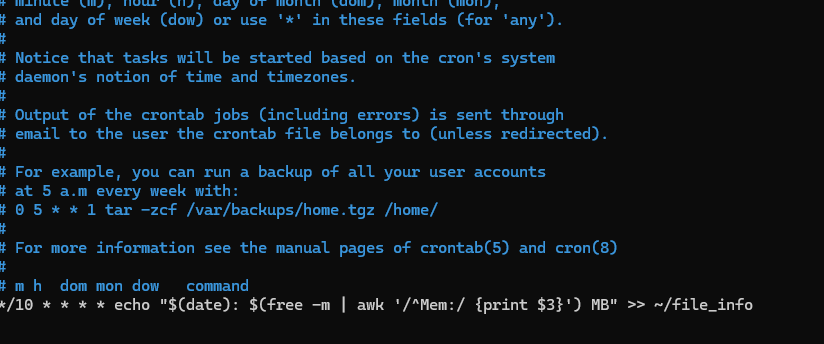 # minute (m), hour (h), day of month (dom), month (mon),
# and day of week (dow) or use '*' in these fields (for 'any').
#
# Notice that tasks will be started based on the cron's system
# daemon's notion of time and timezones.
#
# Output of the crontab jobs (including errors) is sent through
# email to the user the crontab file belongs to (unless redirected).
#
# For example, you can run a backup of all your user accounts
# at 5 a.m every week with:
# 0 5 * * 1 tar -zcf /var/backups/home.tgz /home/
#
# For more information see the manual pages of crontab(5) and cron(8)
#
# m h  dom mon dow   command
*/10 * * * * echo "$(date): $(free -m | awk '/^Mem:/ {print $3}') MB" >> ~/file_info